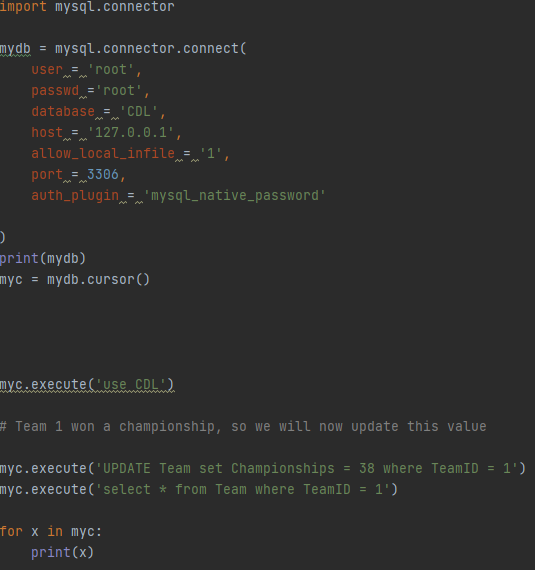 import mysql.connector
mydb = mysql.connector.connect(
user = 'root',
passwd ='root',
database = 'CDL',
host = '127.0.0.1',
allow_local_infile = '1',
port = 3306,
auth_plugin = 'mysql_native_password'
)
print(mydb)
myc = mydb.cursor()
myc.execute('use CDL')
# Team 1 won a championship, so we will now update this value
myc.execute('UPDATE Team set Championships = 38 where TeamID = 1')
myc.execute('select * from Team where TeamID = 1')
for x in myc:
print(x)